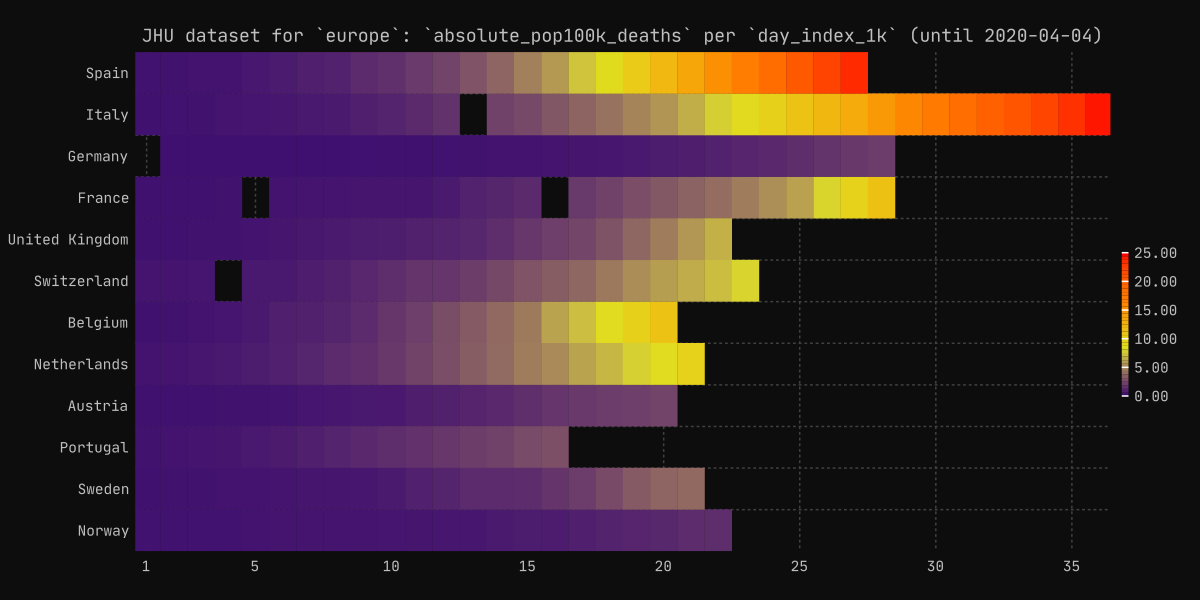 JHU dataset for `europe`: `absolute_pop100k_deaths` per `day_index_1k` (until 2020-04-04)
Spain
Italy
Germany
France
United Kingdom
Switzerland
Belgium
Netherlands
Austria
Portugal
Sweden
Norway
1 5 10 15 20 25 30 35
25.00
20.00
15.00
10.00
5.00
0.00